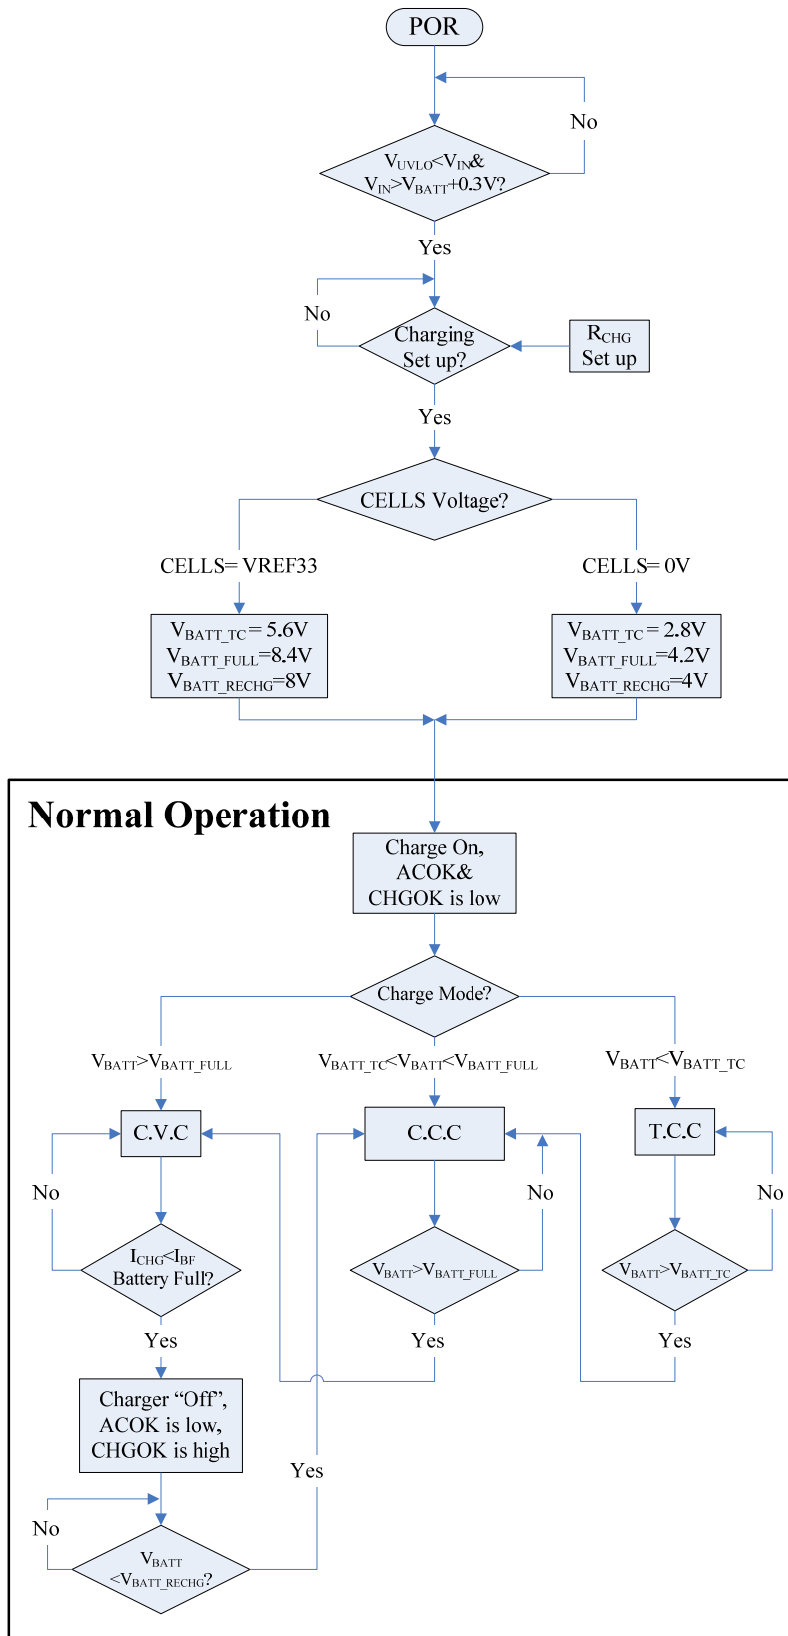 POR
No
VUVLO<VIN&
VIN>VBATT+0.3V?
Yes
No
Charging
Set up?
RCHG
Set up
Yes
CELLS Voltage?
CELLS= VREF33
CELLS= 0V
VBATT_TC= 5.6V
VBATT_FULL=8.4V
VBATT_RECHG=8V
VBATT_TC= 2.8V
VBATT_FULL=4.2V
VBATT_RECHG=4V
Normal Operation
Charge On,
ACOK&
CHGOK is low
Charge Mode?
VBATT>VBATT_FULL
VBATT_TC<VBATT<VBATT_FULL
VBATT<VBATT_TC
C.V.C
C.C.C
T.C.C
No
No
No
ICHG<IBF
Battery Full?
VBATT>VBATT_FULL
VBATT>VBATT_TC
Yes
Yes
Yes
Charger “Off”,
ACOK is low,
CHGOK is high
Yes
No
VBATT
<VBATT_RECHG?